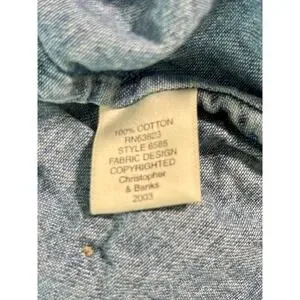 100% COTTON
RN63823
STYLE 6585
FABRIC DESIGN
COPYRIGHTED
Christopher
& Banks
2003